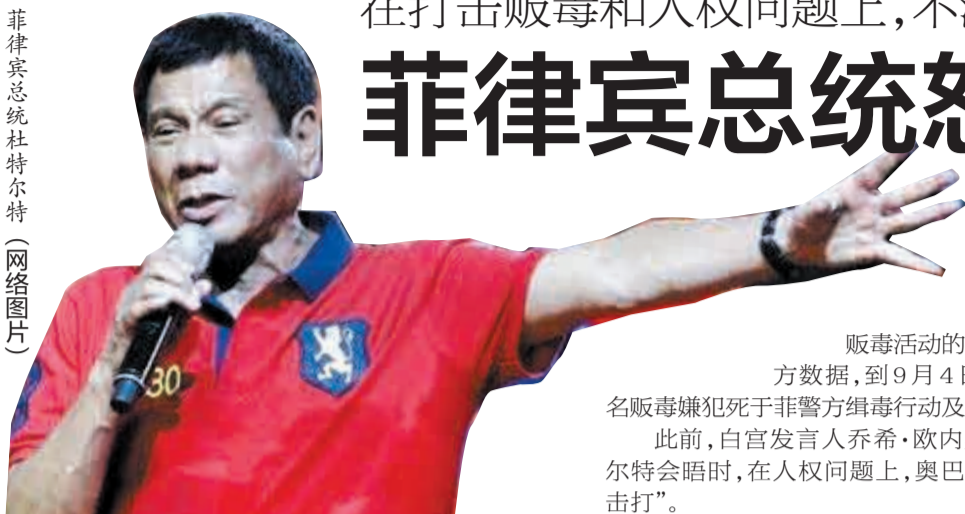 在打击贩毒和人权问题上,不
菲律宾总统怒
菲律宾总统杜特尔特(网络图片)
30
贩毒活动的
方数据,到9月4日
名贩毒嫌犯死于菲警方缉毒行动及
此前,白宫发言人乔希·欧内
尔特会晤时,在人权问题上,奥巴
击打”。